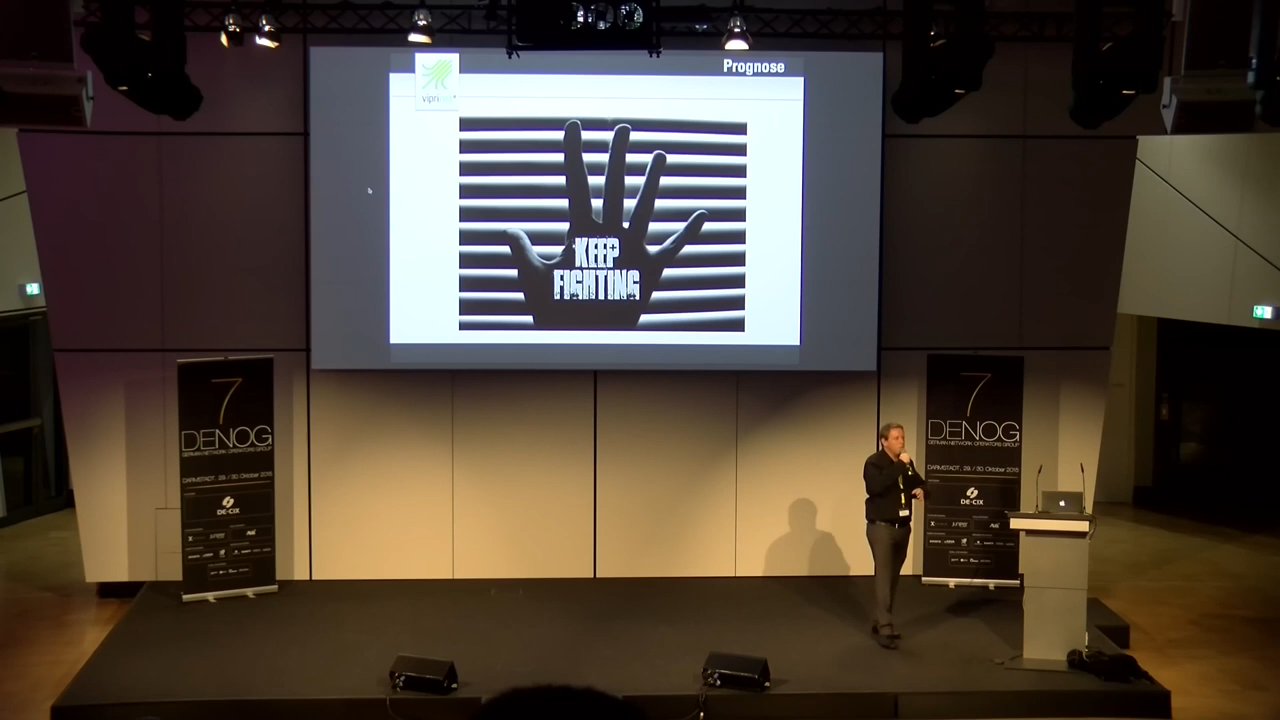 Prognose
viprinet
KEEP
FIGHTING
7
DENOG
GERMAN NETWORK OPERATORS GROUP
DARMSTADT, 29. / 30. Oktober 2015
DE-CIX
7
DENOG
GERMAN NETWORK OPERATORS GROUP
DARMSTADT, 29. / 30. Oktober 2015
DE-CIX